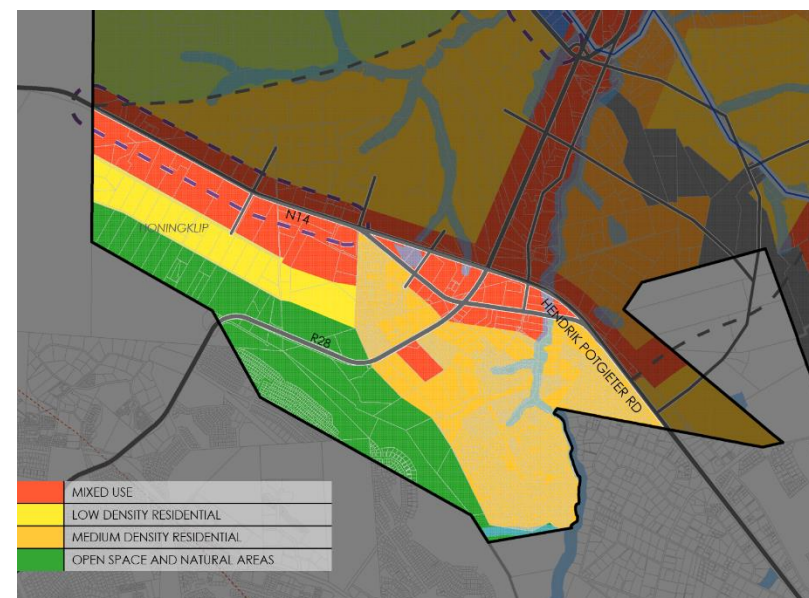 N14
HONINGKLIP
HENDRIK POTGIETER RD
R28
MIXED USE
LOW DENSITY RESIDENTIAL
MEDIUM DENSITY RESIDENTIAL
OPEN SPACE AND NATURAL AREAS